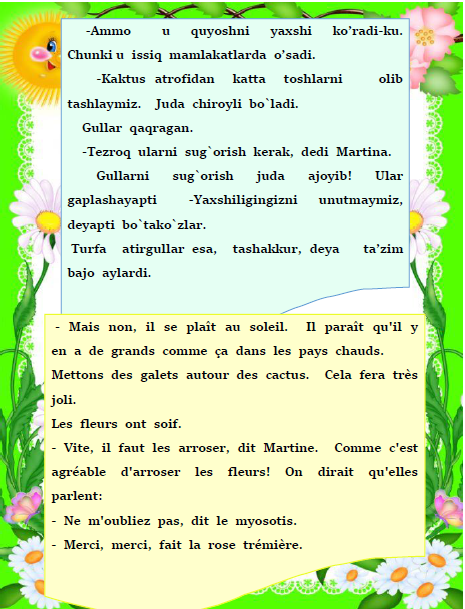 -Ammo u quyoshni yaxshi ko’radi-ku.
Chunki u issiq mamlakatlarda o’sadi.
-Kaktus atrofidan katta toshlarni olib
tashlaymiz. Juda chiroyli bo`ladi.
Gullar qaqragan.
-Tezroq ularni sug`orish kerak, dedi Martina.
Gullarni sug`orish juda ajoyib! Ular
gaplashayapti -Yaxshiligingizni unutmaymiz,
deyapti bo`tako`zlar.
Turfa atirgullar esa, tashakkur, deya ta’zim
bajo aylardi.
- Mais non, il se plaît au soleil. Il paraît qu'il y
en a de grands comme ça dans les pays chauds.
Mettons des galets autour des cactus. Cela fera très
joli.
Les fleurs ont soif.
- Vite, il faut les arroser, dit Martine. Comme c'est
agréable d'arroser les fleurs! On dirait qu'elles
parlent:
- Ne m'oubliez pas, dit le myosotis.
- Merci, merci, fait la rose trémière.